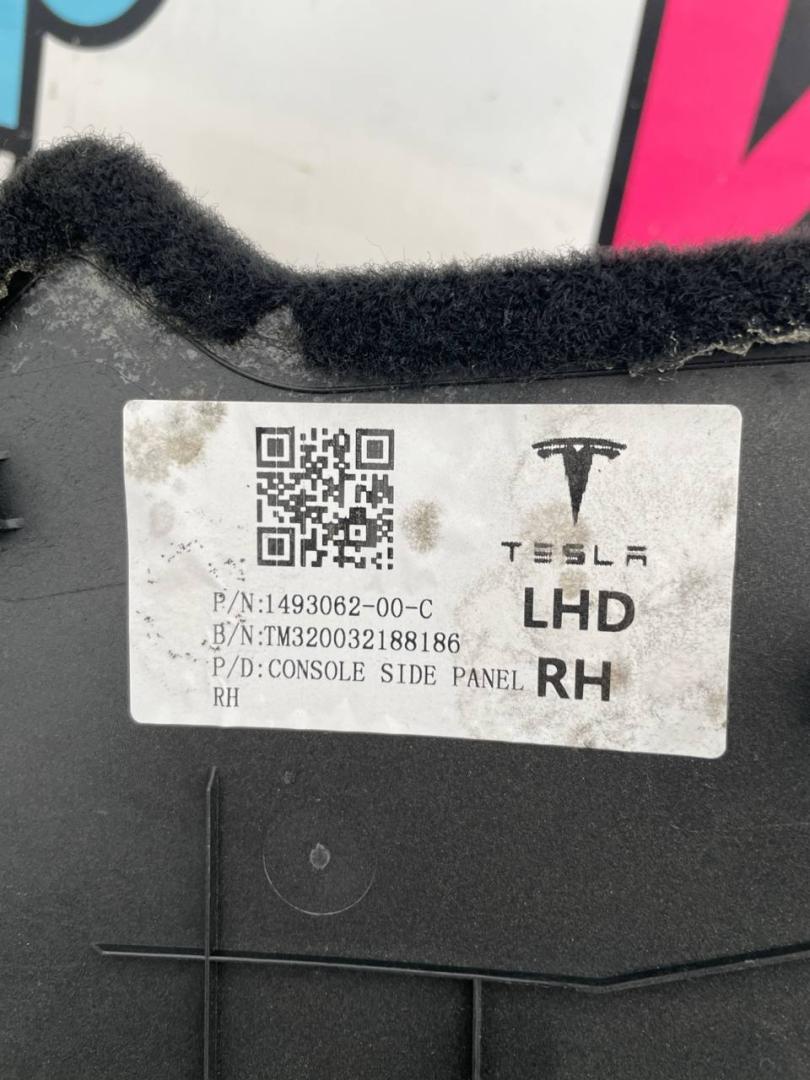 TESLA
P/N:1493062-00-C
LHD
B/N:TM320032188186
P/D:CONSOLE SIDE PANEL
RH
RH